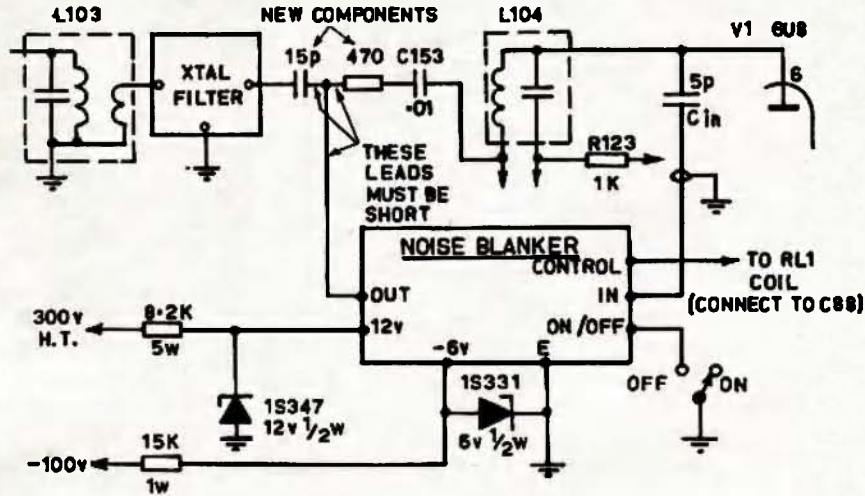 L103
NEW COMPONENTS
L104
V1 6U8
15p
470
C153
XTAL
FILTER
.01
5p
Cin
6
THESE
LEADS
MUST BE
SHORT
R123
1K
NOISE BLANKER
CONTROL
TO RL1
COIL
(CONNECT TO C88)
OUT
IN
12v
ON/OFF
-6v
E
300v
H.T.
8.2K
5w
1S347
12v 1/2w
1S331
6v 1/2w
OFF
ON
-100v
15K
1w